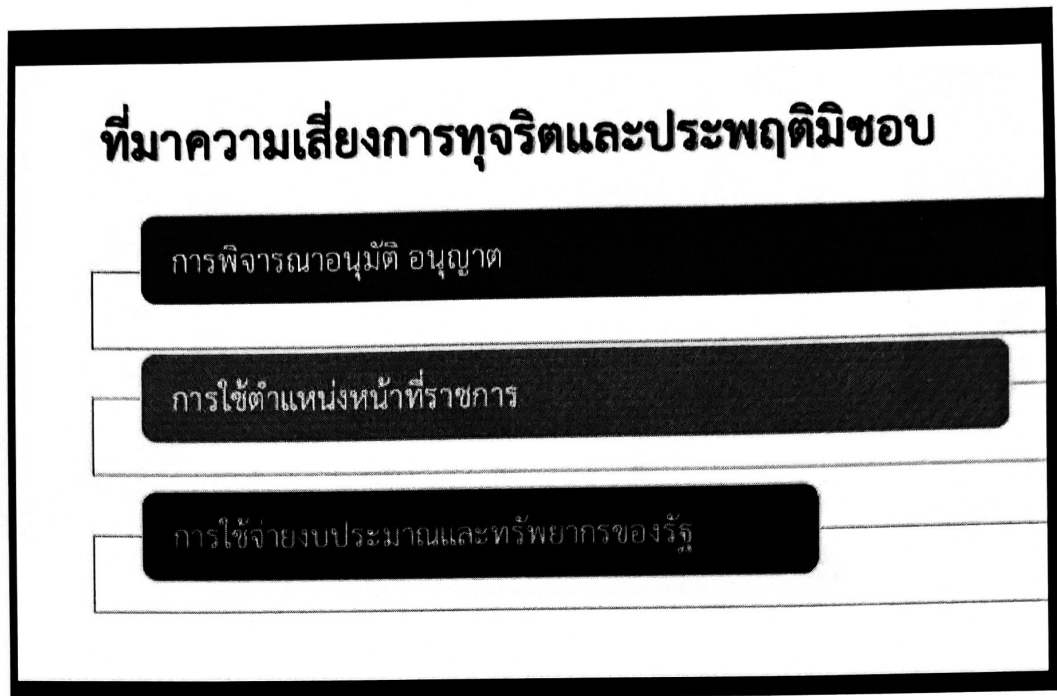 ที่มาความเสี่ยงการทุจริตและประพฤติมิชอบ
การพิจารณาอนุมัติ อนุญาต
การใช้ตำแหน่งหน้าที่ราชการ
การใช้จ่ายงบประมาณและทรัพยากรของรัฐ